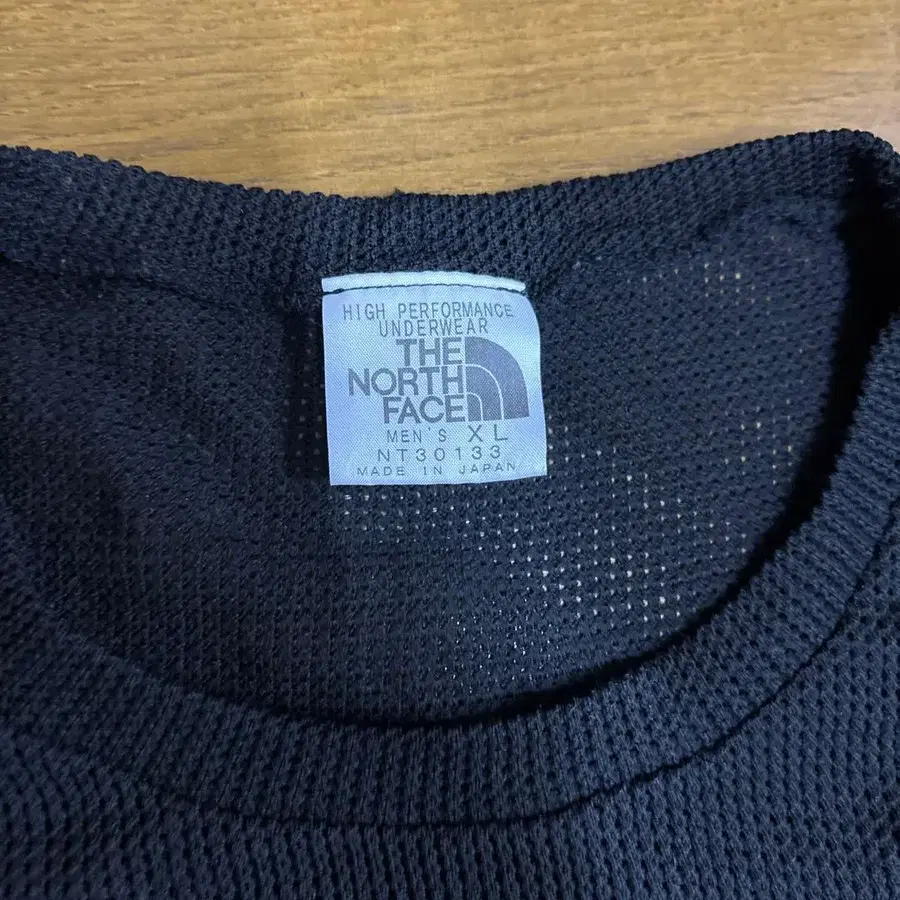 HIGH PERFORMANCE
UNDERWEAR
THE
NORTH
FACE
MEN'S XL
NT30133
MADE IN JAPAN